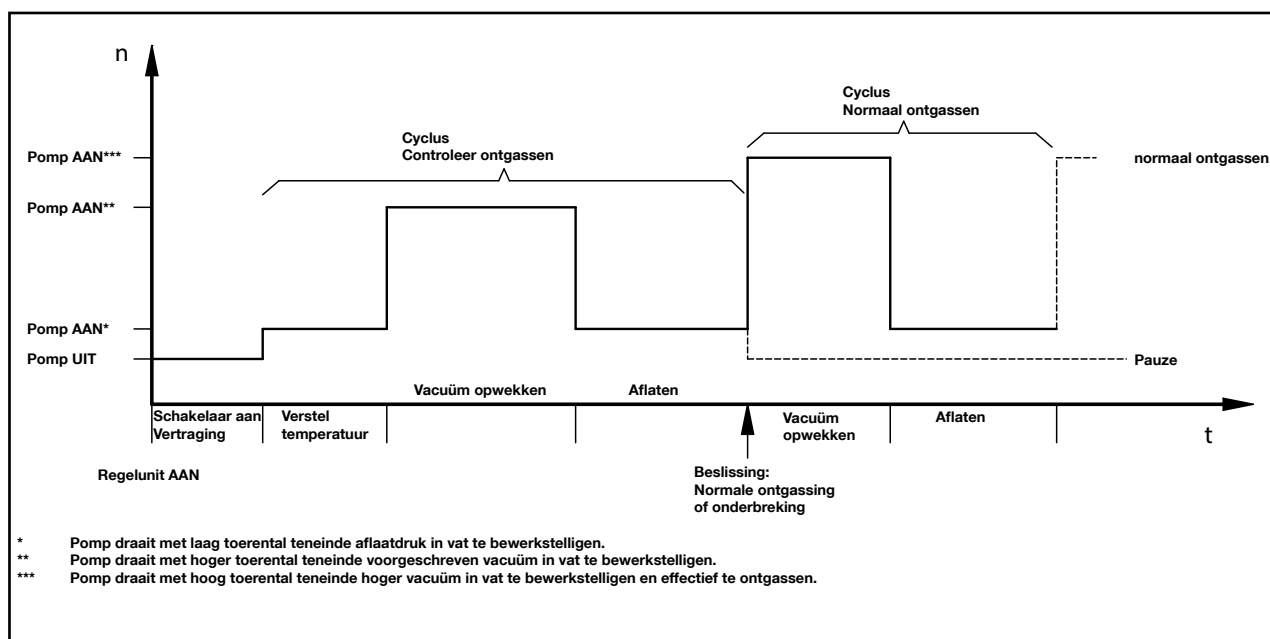 n
Cyclus
Normaal ontgassen
Cyclus
Controleer ontgassen
Pomp AAN***
normaal ontgassen
Pomp AAN**
Pomp AAN*
Pomp UIT
Pauze
Vacuüm opwekken
Aflaten
Schakelaar aan
Vertraging
Verstel
temperatuur
Vacuüm
opwekken
Aflaten
t
Regelunit AAN
Beslissing:
Normale ontgassing
of onderbreking
* Pomp draait met laag toerental teneinde aflaatdruk in vat te bewerkstelligen.
** Pomp draait met hoger toerental teneinde voorgeschreven vacuüm in vat te bewerkstelligen.
*** Pomp draait met hoog toerental teneinde hoger vacuüm in vat te bewerkstelligen en effectief te ontgassen.